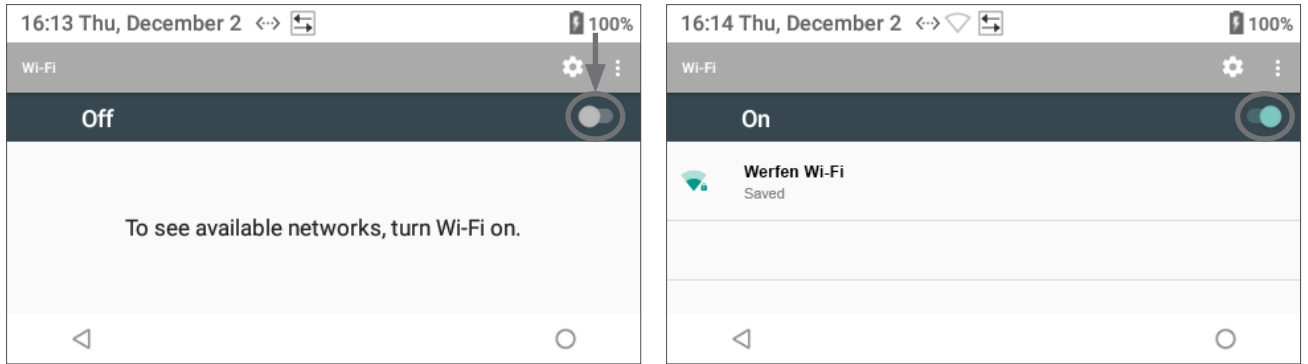 16:13 Thu, December 2
100%
Wi-Fi
Off
To see available networks, turn Wi-Fi on.
16:14 Thu, December 2
100%
Wi-Fi
On
Werfen Wi-Fi
Saved